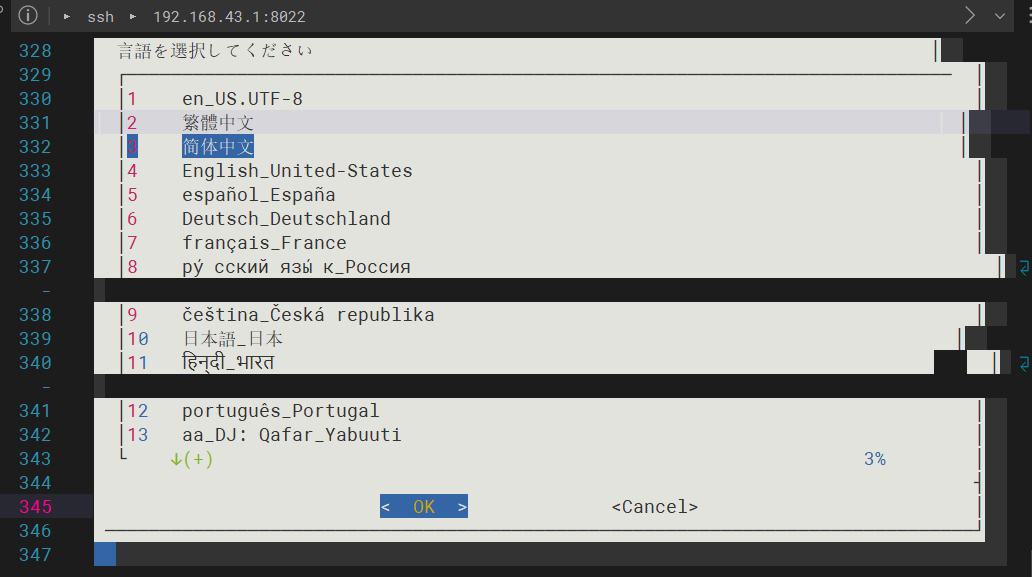 ssh 192.168.43.1:8022
328 言語を選択してください
329
330 1 en_US.UTF-8
331 2 繁體中文
332 3 简体中文
333 4 English_United-States
334 5 español_España
335 6 Deutsch_Deutschland
336 7 français_France
337 8 ру́ сский язы́ к_Россия
338 9 čeština_Česká republika
339 10 日本語_日本
340 11 हिन्दी_भारत
341 12 português_Portugal
342 13 aa_DJ: Qafar_Yabuuti
343 ↓(+) 3%
344
345 < OK > <Cancel>
346
347